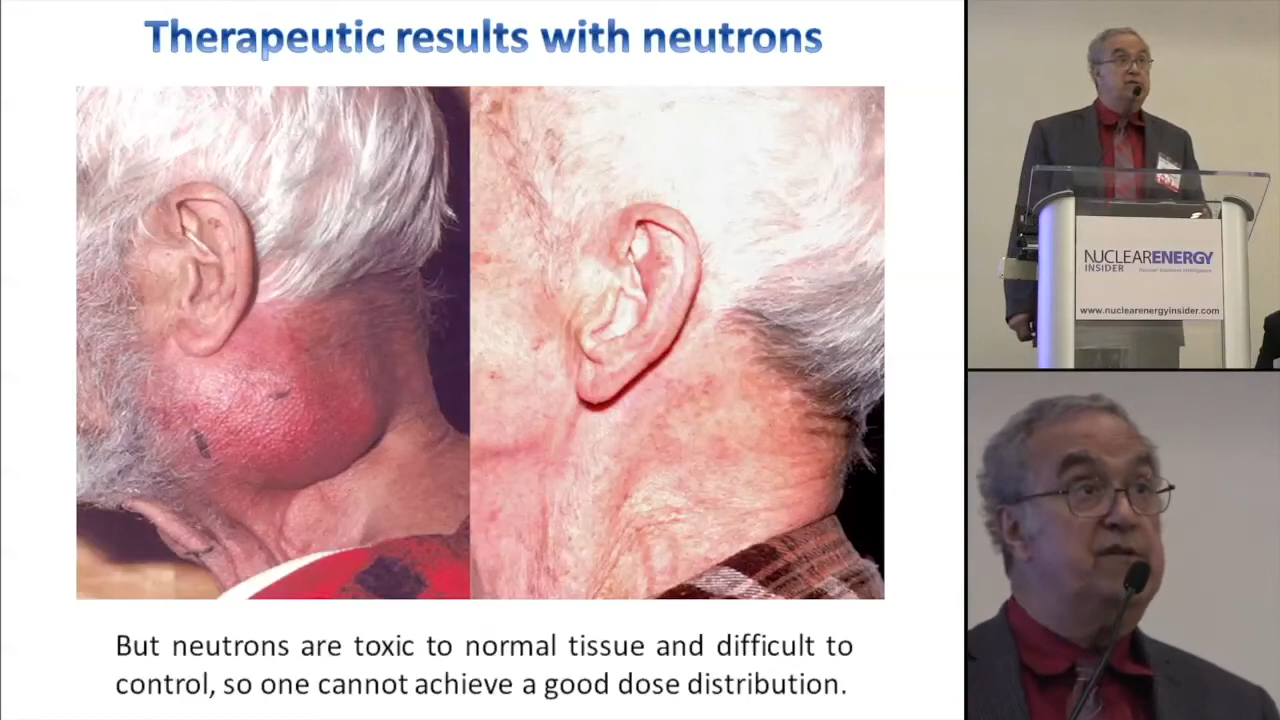 Therapeutic results with neutrons
But neutrons are toxic to normal tissue and difficult to
control, so one cannot achieve a good dose distribution.
NUCLEARENERGY
INSIDER
www.nuclearenergyinsider.com